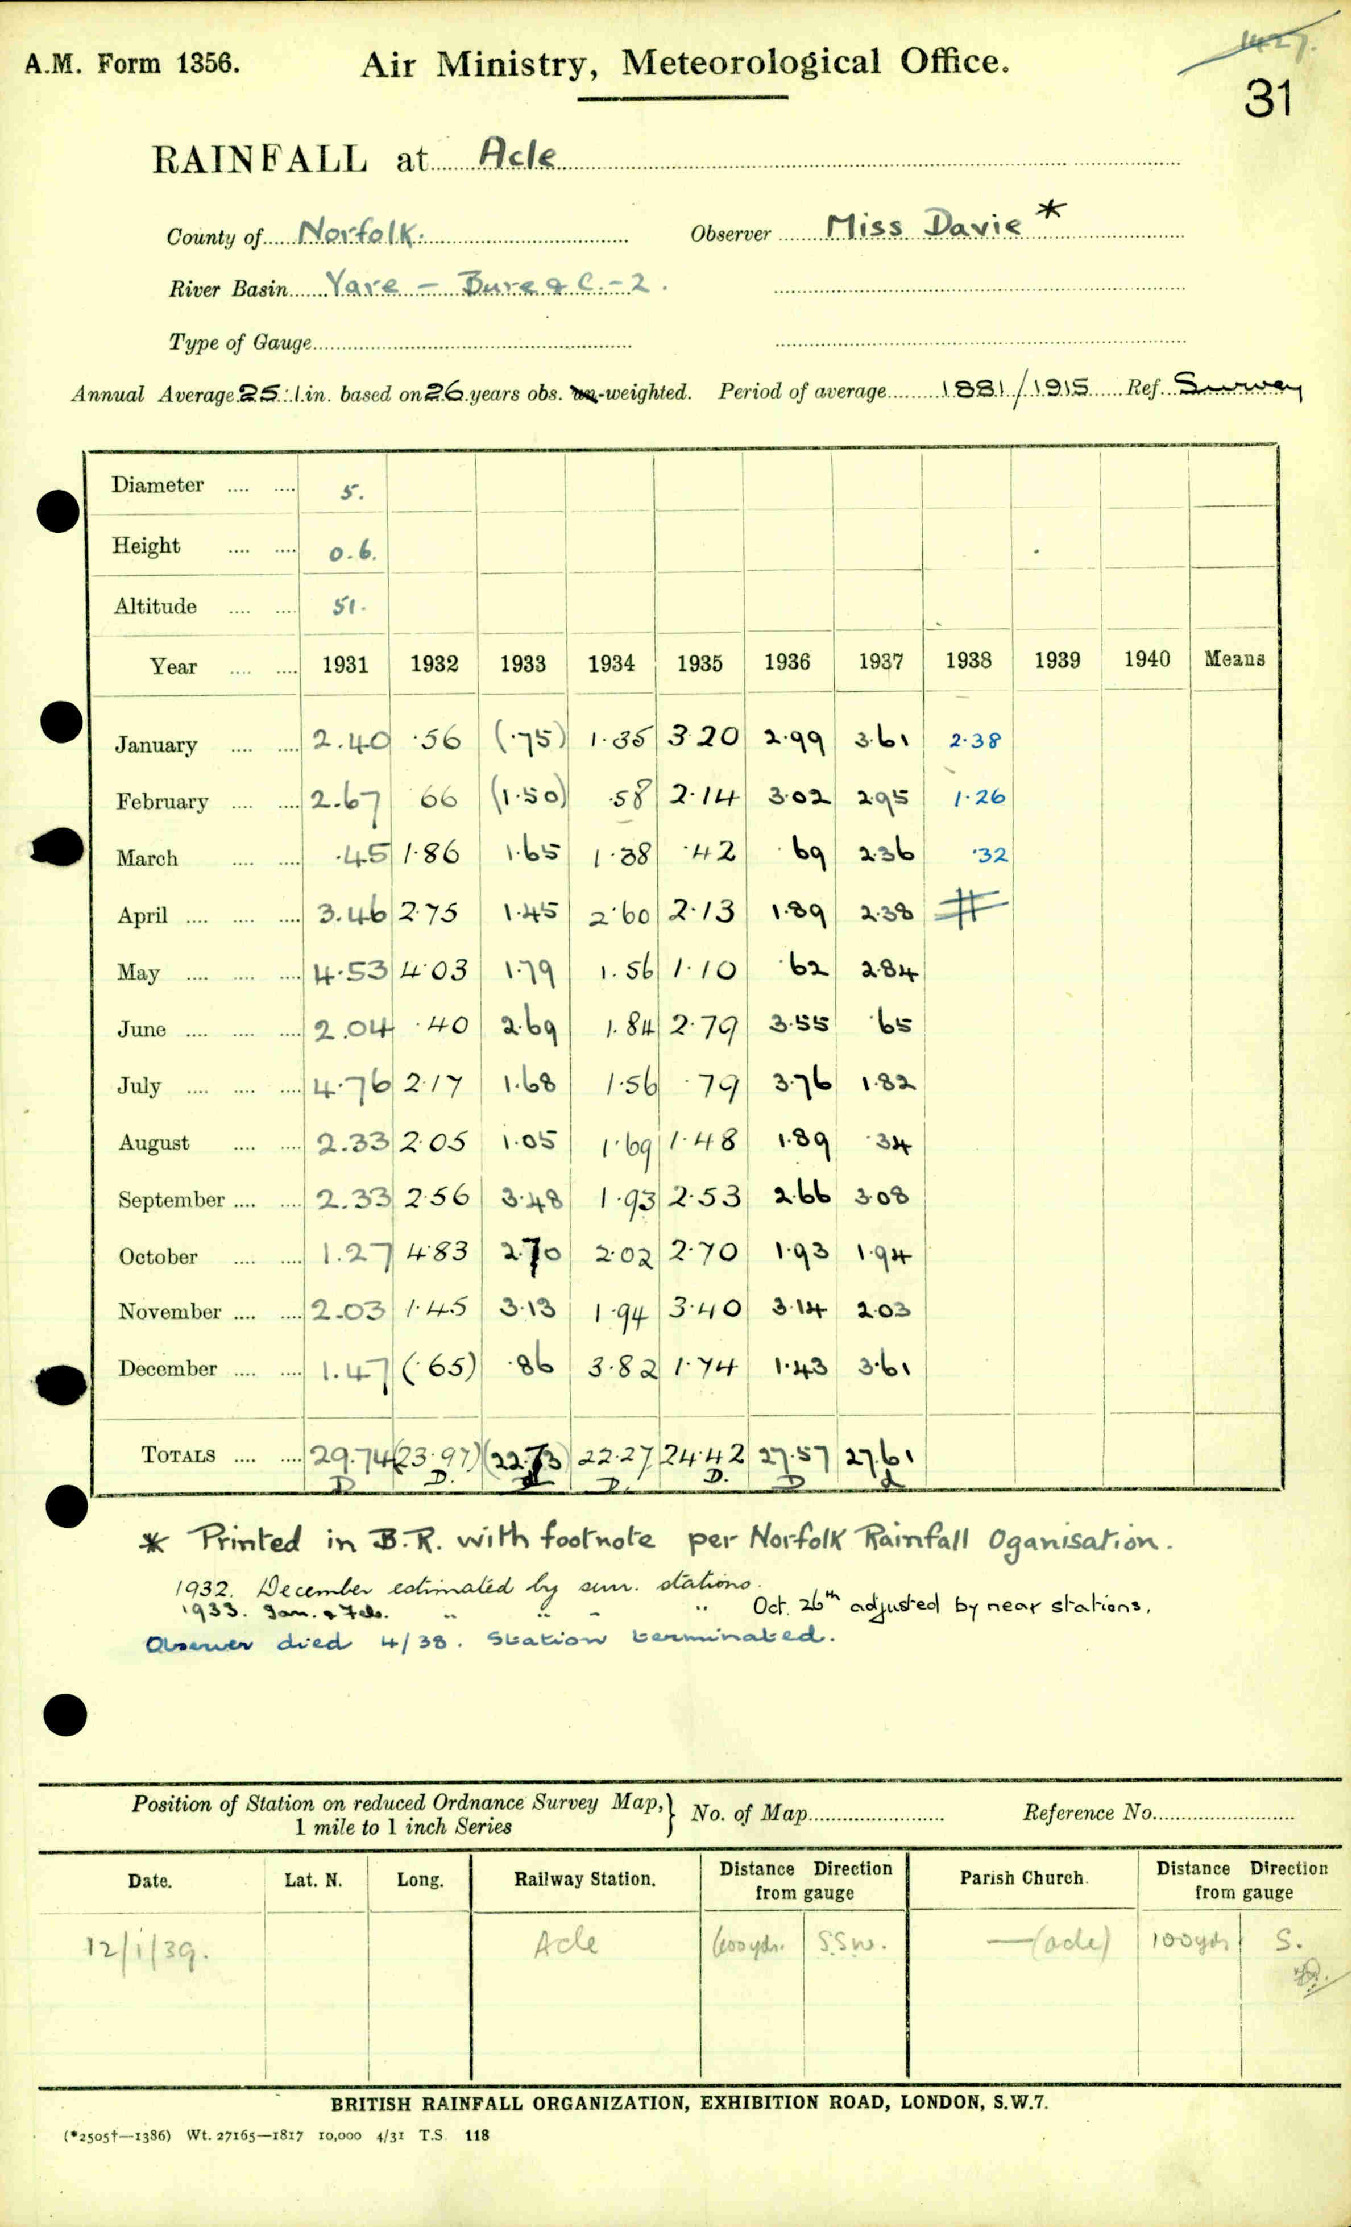 1427.
A.M. Form 1356. Air Ministry, Meteorological Office.
31
RAINFALL at Acle
County of Norfolk. Observer Miss Davie *
River Basin Yare - Bure & C. - 2.
Type of Gauge
Annual Average 25.1 in. based on 26 years obs. un-weighted. Period of average 1881/1915 Ref. Survey
Diameter .... .... 5.
Height .... .... 0.6.
Altitude .... .... 51.
Year .... .... 1931 1932 1933 1934 1935 1936 1937 1938 1939 1940 Means
January .... .... 2.40 .56 (.75) 1.35 3.20 2.99 3.61 2.38
February .... .... 2.67 66 (1.50) .58 2.14 3.02 2.95 1.26
March .... .... .45 1.86 1.65 1.38 .42 .69 2.36 .32
April .... .... .... 3.46 2.75 1.45 2.60 2.13 1.89 2.38
May .... .... .... 4.53 4.03 1.79 1.56 1.10 .62 2.84
June .... .... .... 2.04 .40 2.69 1.84 2.79 3.55 .65
July .... .... .... 4.76 2.17 1.68 1.56 .79 3.76 1.82
August .... .... 2.33 2.05 1.05 1.69 1.48 1.89 .34
September .... .... 2.33 2.56 3.48 1.93 2.53 2.66 3.08
October .... .... 1.27 4.83 2.70 2.02 2.70 1.93 1.94
November .... .... 2.03 1.45 3.13 1.94 3.40 3.14 2.03
December .... .... 1.47 (.65) .86 3.82 1.74 1.43 3.61
TOTALS .... .... 29.74 (23.97) (22.73) 22.27 24.42 27.57 27.61
D D. D. D. D
* Printed in B.R. with footnote per Norfolk Rainfall Oganisation.
1932. December estimated by surr. stations.
1933. Jan. & Feb. " " " " Oct. 26th adjusted by near stations.
Observer died 4/38. Station terminated.
Position of Station on reduced Ordnance Survey Map, } No. of Map Reference No.
1 mile to 1 inch Series
Date. Lat. N. Long. Railway Station. Distance Direction from gauge Parish Church. Distance Direction from gauge
12/1/39. Acle 600yds. S.S.W. — (acle) 100yds S.
BRITISH RAINFALL ORGANIZATION, EXHIBITION ROAD, LONDON, S.W.7.
(*2505†—1386) Wt. 27165—1817 10,000 4/31 T.S. 118